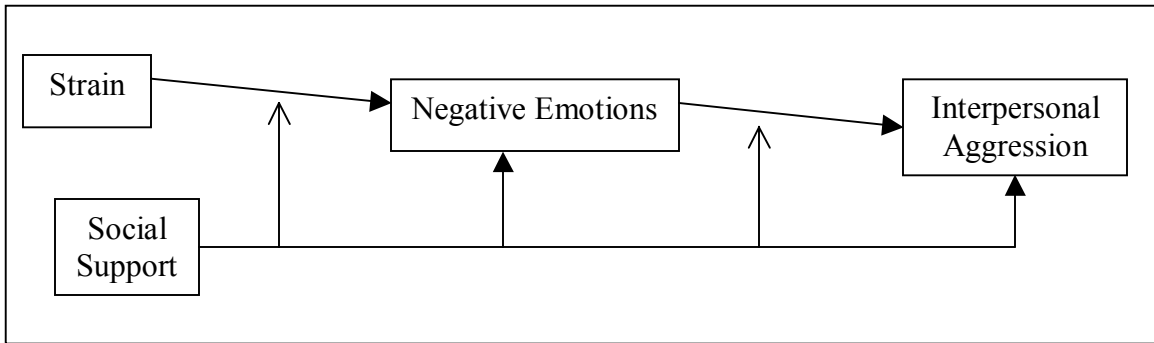 Strain
Negative Emotions
Interpersonal
Aggression
Social
Support